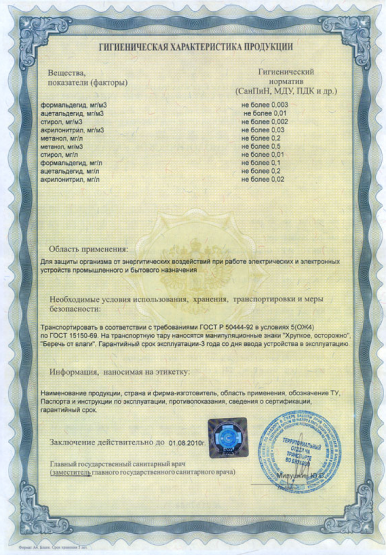 ГИГИЕНИЧЕСКАЯ ХАРАКТЕРИСТИКА ПРОДУКЦИИ
Вещества, Гигиенический
показатели (факторы) норматив
(СанПиН, МДУ, ПДК и др.)
формальдегид, мг/м3 не более 0,003
ацетальдегид, мг/м3 не более 0,01
стирол, мг/м3 не более 0,002
акрилонитрил, мг/м3 не более 0,03
метанол, мг/л не более 0,2
метанол, мг/м3 не более 0,5
стирол, мг/л не более 0,01
формальдегид, мг/л не более 0,1
ацетальдегид, мг/л не более 0,2
акрилонитрил, мг/л не более 0,02
Область применения:
Для защиты организма от энергитических воздействий при работе электрических и электронных
устройств промышленного и бытового назначения
Необходимые условия использования, хранения, транспортировки и меры
безопасности:
Транспортировать в соответствии с требованиями ГОСТ Р 50444-92 в условиях 5(ОЖ4)
по ГОСТ 15150-69. На транспортную тару наносятся манипуляционные знаки "Хрупкое, осторожно",
"Беречь от влаги". Гарантийный срок эксплуатации-3 года со дня ввода устройства в эксплуатацию.
Информация, наносимая на этикетку:
Наименование продукции, страна и фирма-изготовитель, область применения, обозначение ТУ,
Паспорта и инструкции по эксплуатации, противопоказания, сведения о сертификации,
гарантийный срок.
Заключение действительно до 01.08.2010г.
ТЕРРИТОРИАЛЬНЫЙ
ОТДЕЛ
Главный государственный санитарный врач
(заместитель главного государственного санитарного врача)